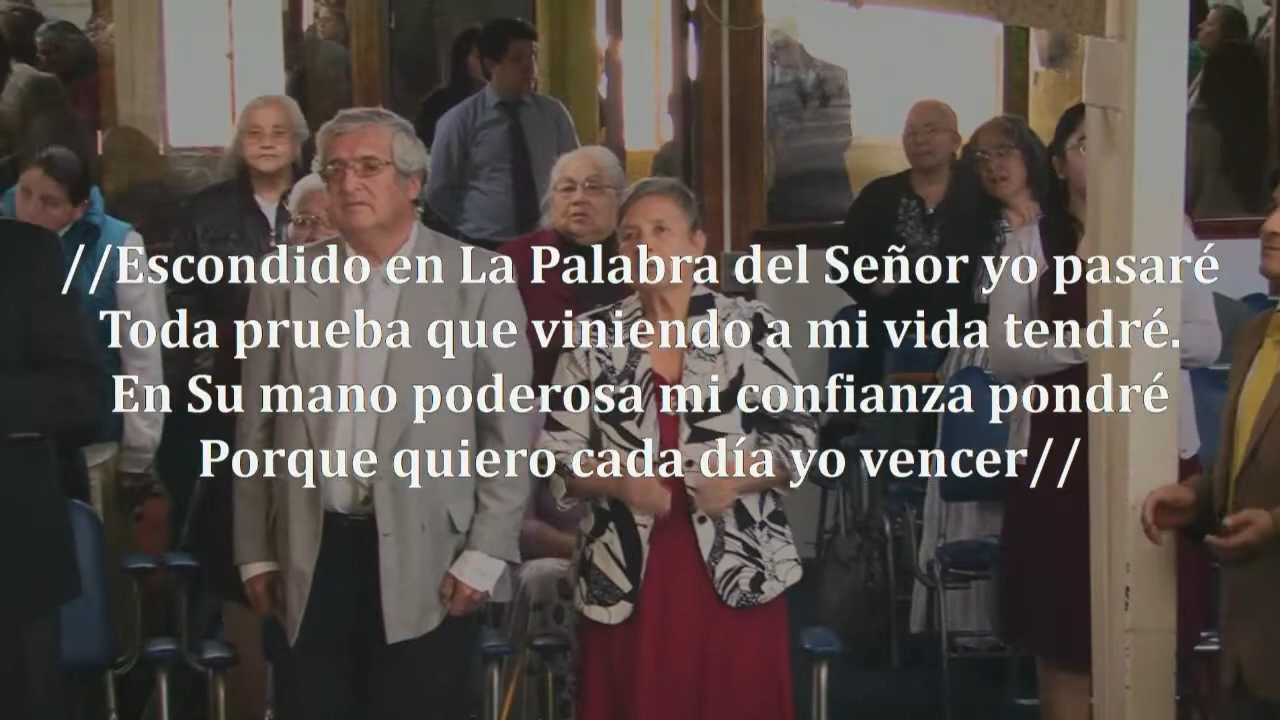 //Escondido en La Palabra del Señor yo pasaré
Toda prueba que viniendo a mi vida tendré.
En Su mano poderosa mi confianza pondré
Porque quiero cada día yo vencer//